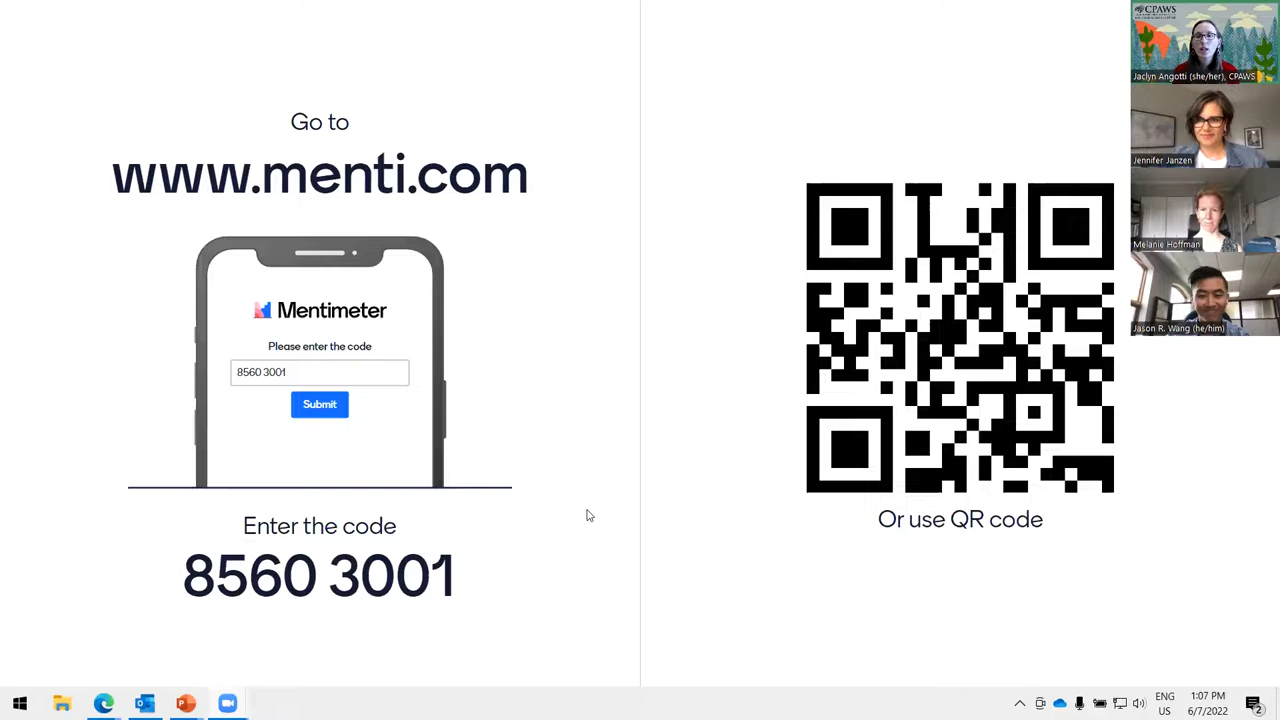 Go to
www.menti.com
Mentimeter
Please enter the code
8560 3001
Submit
Enter the code
8560 3001
Or use QR code
CPAWS
Jaclyn Angotti (she/her), CPAWS
Jennifer Janzen
Melanie Hoffman
Jason R. Wang (he/him)
ENG
US
1:07 PM
6/7/2022
2